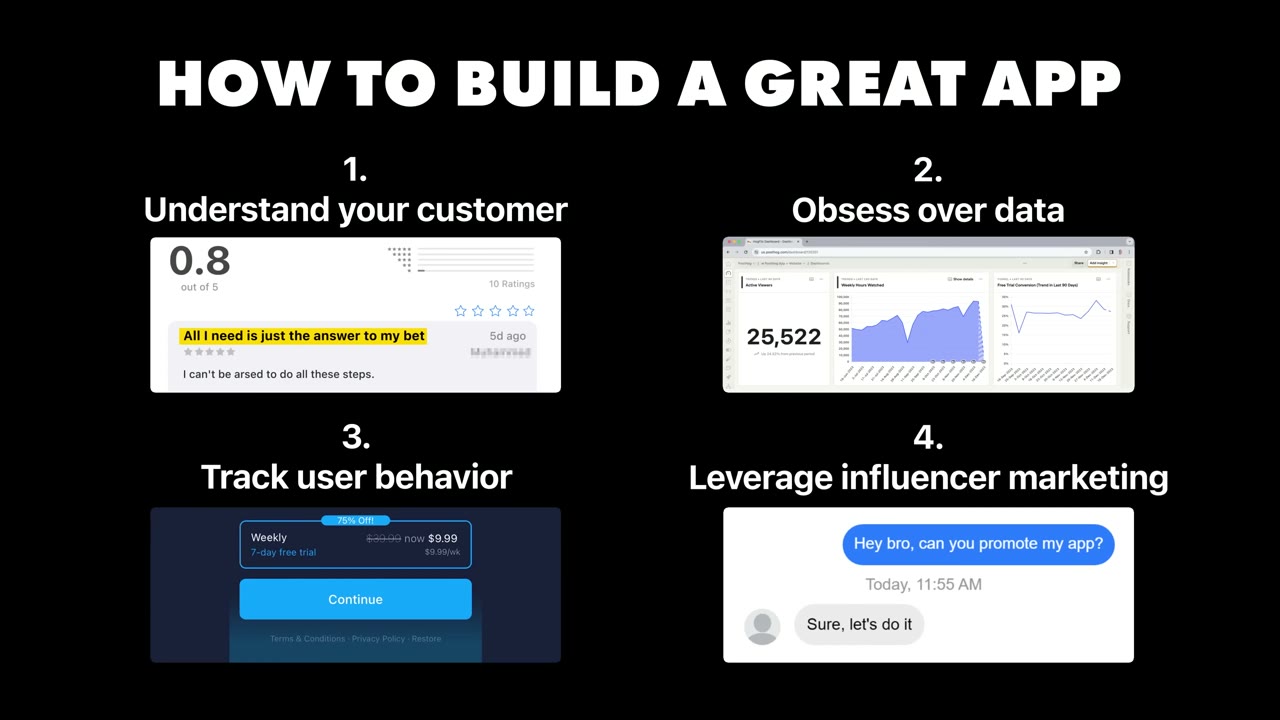 HOW TO BUILD A GREAT APP
1.
Understand your customer
0.8
out of 5
10 Ratings
All I need is just the answer to my bet
5d ago
I can't be arsed to do all these steps.
2.
Obsess over data
Share
Add insight
Active Viewers
25,522
Weekly Hours Watched
Show details
Free Trial Conversion (Trend in Last 90 Days)
3.
Track user behavior
75% Off!
Weekly
$39.99 now $9.99
7-day free trial
$9.99/wk
Continue
Terms & Conditions · Privacy Policy · Restore
4.
Leverage influencer marketing
Hey bro, can you promote my app?
Today, 11:55 AM
Sure, let's do it